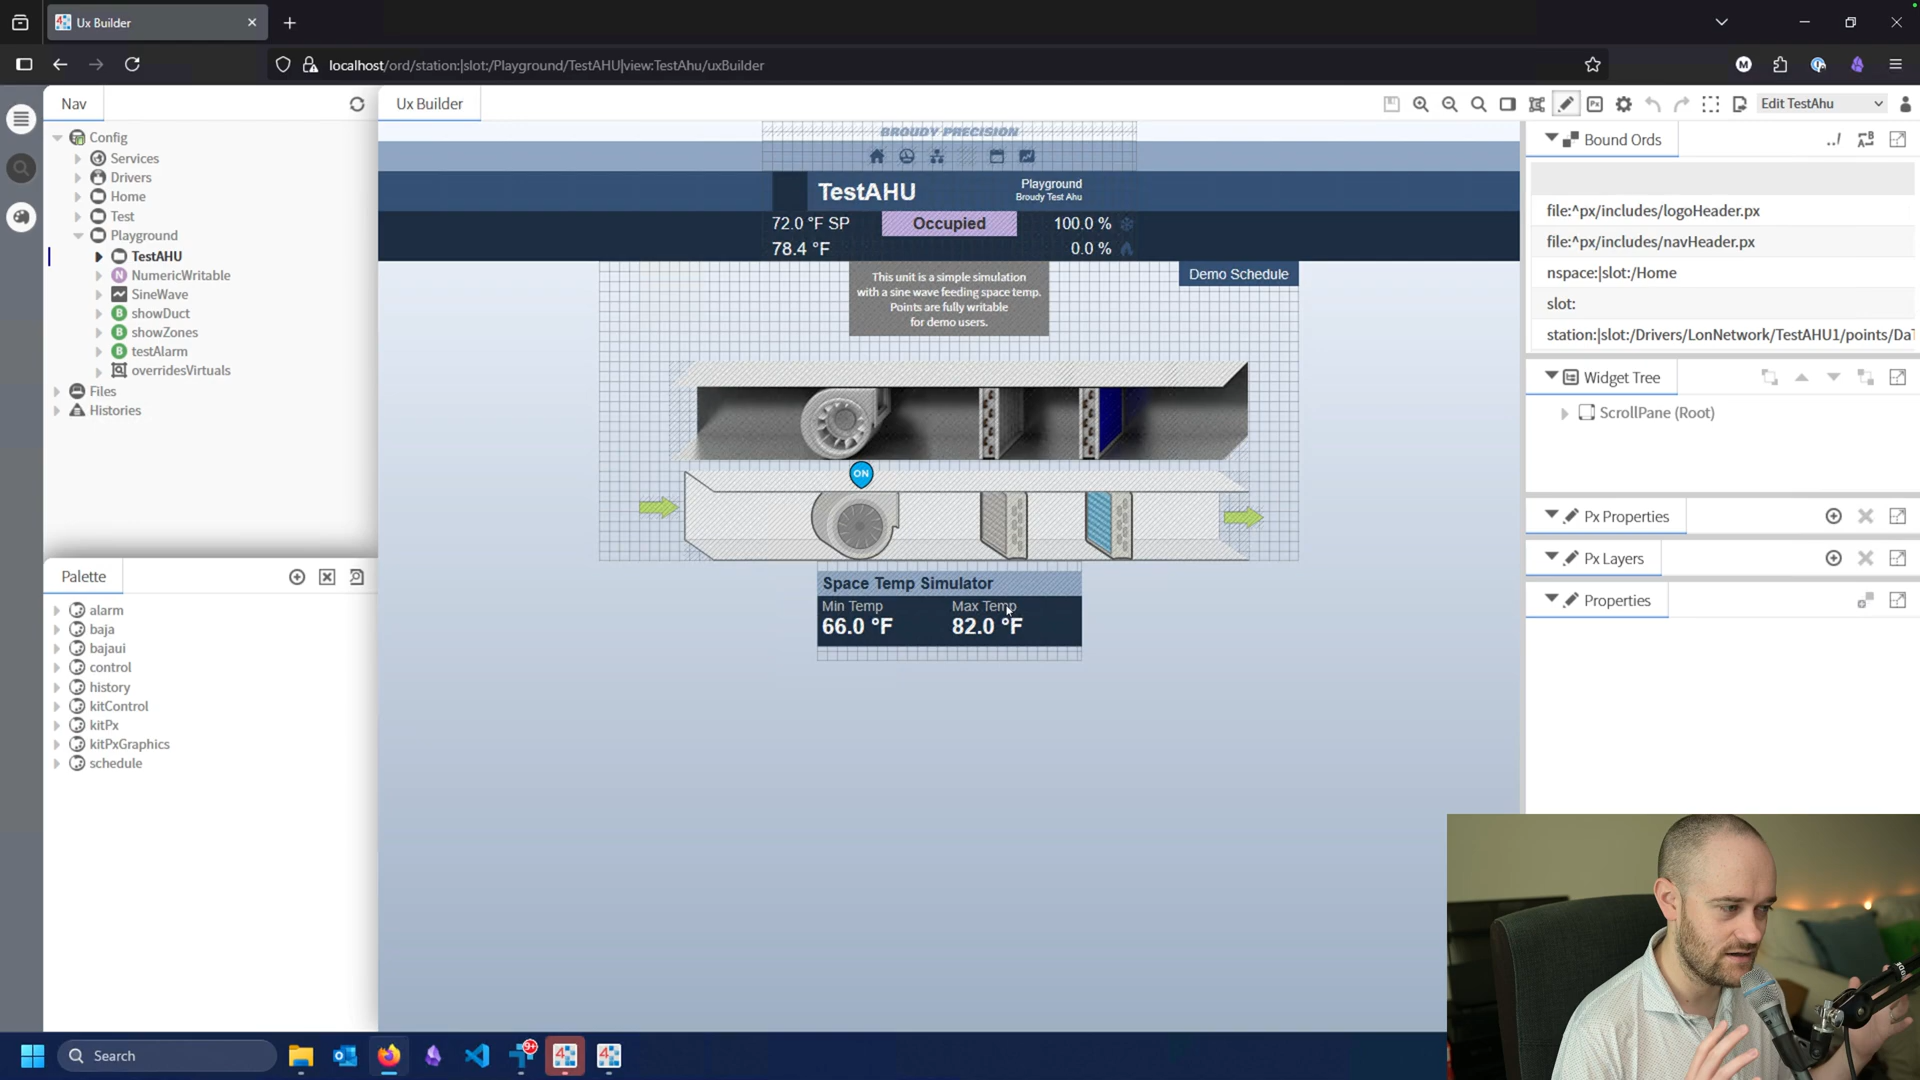 Ux Builder
localhost/ord/station:|slot:/Playground/TestAHU|view:TestAhu/uxBuilder
M
Nav
Config
Services
Drivers
Home
Test
Playground
TestAHU
NumericWritable
N
SineWave
B
showDuct
B
showZones
B
testAlarm
overridesVirtuals
Files
Histories
Palette
alarm
baja
bajaui
control
history
kitControl
kitPx
kitPxGraphics
schedule
Ux Builder
Px
Edit TestAhu
BROUDY PRECISION
TestAHU
Playground
Broudy Test Ahu
72.0 °F SP
Occupied
100.0 %
78.4 °F
0.0 %
This unit is a simple simulation
with a sine wave feeding space temp.
Points are fully writable
for demo users.
Demo Schedule
ON
Space Temp Simulator
Min Temp
Max Temp
66.0 °F
82.0 °F
Bound Ords
file:^px/includes/logoHeader.px
file:^px/includes/navHeader.px
nspace:|slot:/Home
slot:
station:|slot:/Drivers/LonNetwork/TestAHU1/points/Da
Widget Tree
ScrollPane (Root)
Px Properties
Px Layers
Properties
Search
9+
4
4